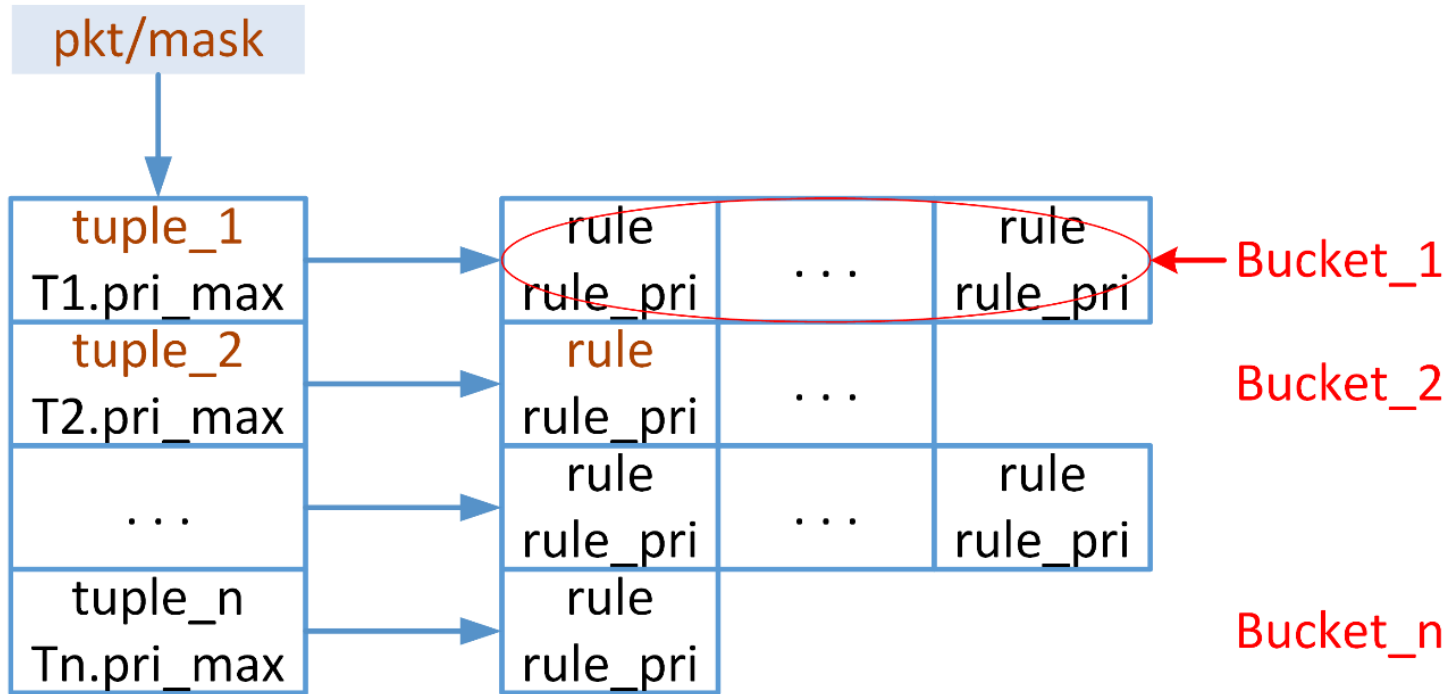 pkt/mask
tuple_1
T1.pri_max
rule
rule_pri
. . .
rule
rule_pri
Bucket_1
tuple_2
T2.pri_max
rule
rule_pri
. . .
Bucket_2
. . .
rule
rule_pri
. . .
rule
rule_pri
tuple_n
Tn.pri_max
rule
rule_pri
Bucket_n